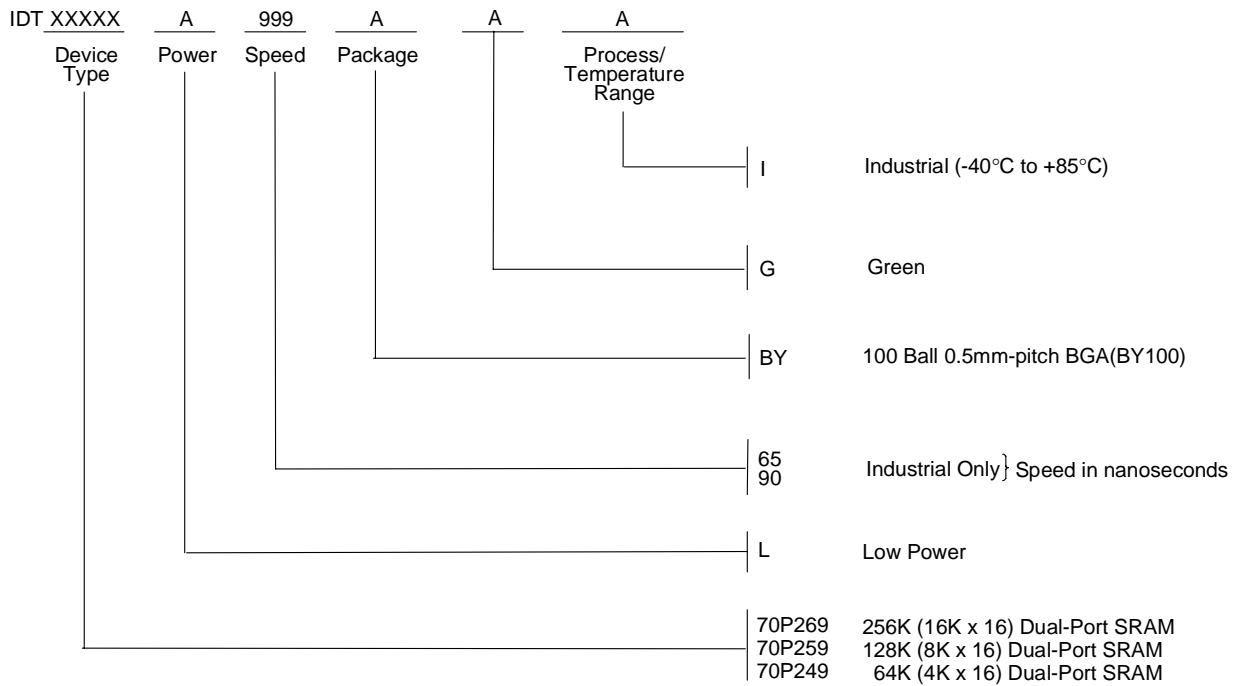 IDT XXXXX A 999 A A A
Device Type Power Speed Package Process/ Temperature Range
I Industrial (-40°C to +85°C)
G Green
BY 100 Ball 0.5mm-pitch BGA(BY100)
65
90
Industrial Only } Speed in nanoseconds
L Low Power
70P269 256K (16K x 16) Dual-Port SRAM
70P259 128K (8K x 16) Dual-Port SRAM
70P249 64K (4K x 16) Dual-Port SRAM